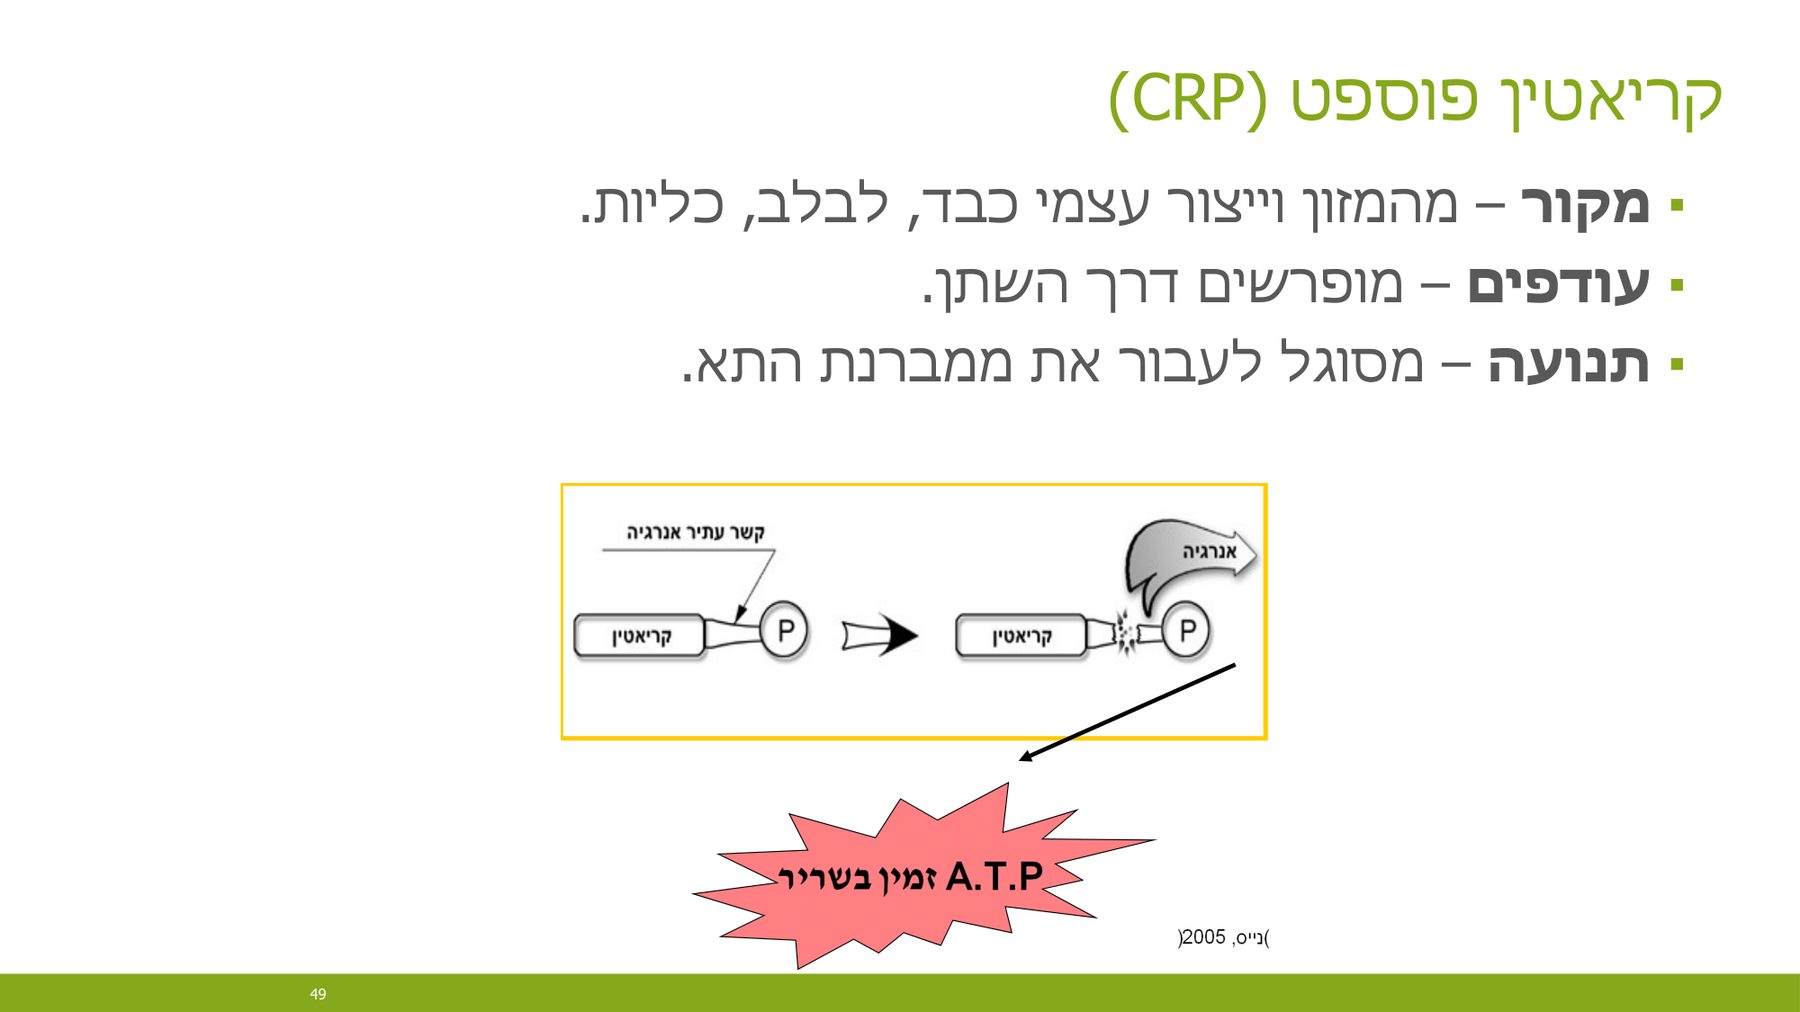 קריאטין פוספט (CRP)
▪ מקור – מהמזון וייצור עצמי כבד, לבלב, כליות.
▪ עודפים – מופרשים דרך השתן.
▪ תנועה – מסוגל לעבור את ממברנת התא.
קשר עתיר אנרגיה
אנרגיה
קריאטין
P
קריאטין
P
A.T.P זמין בשריר
(נייס, 2005)
49